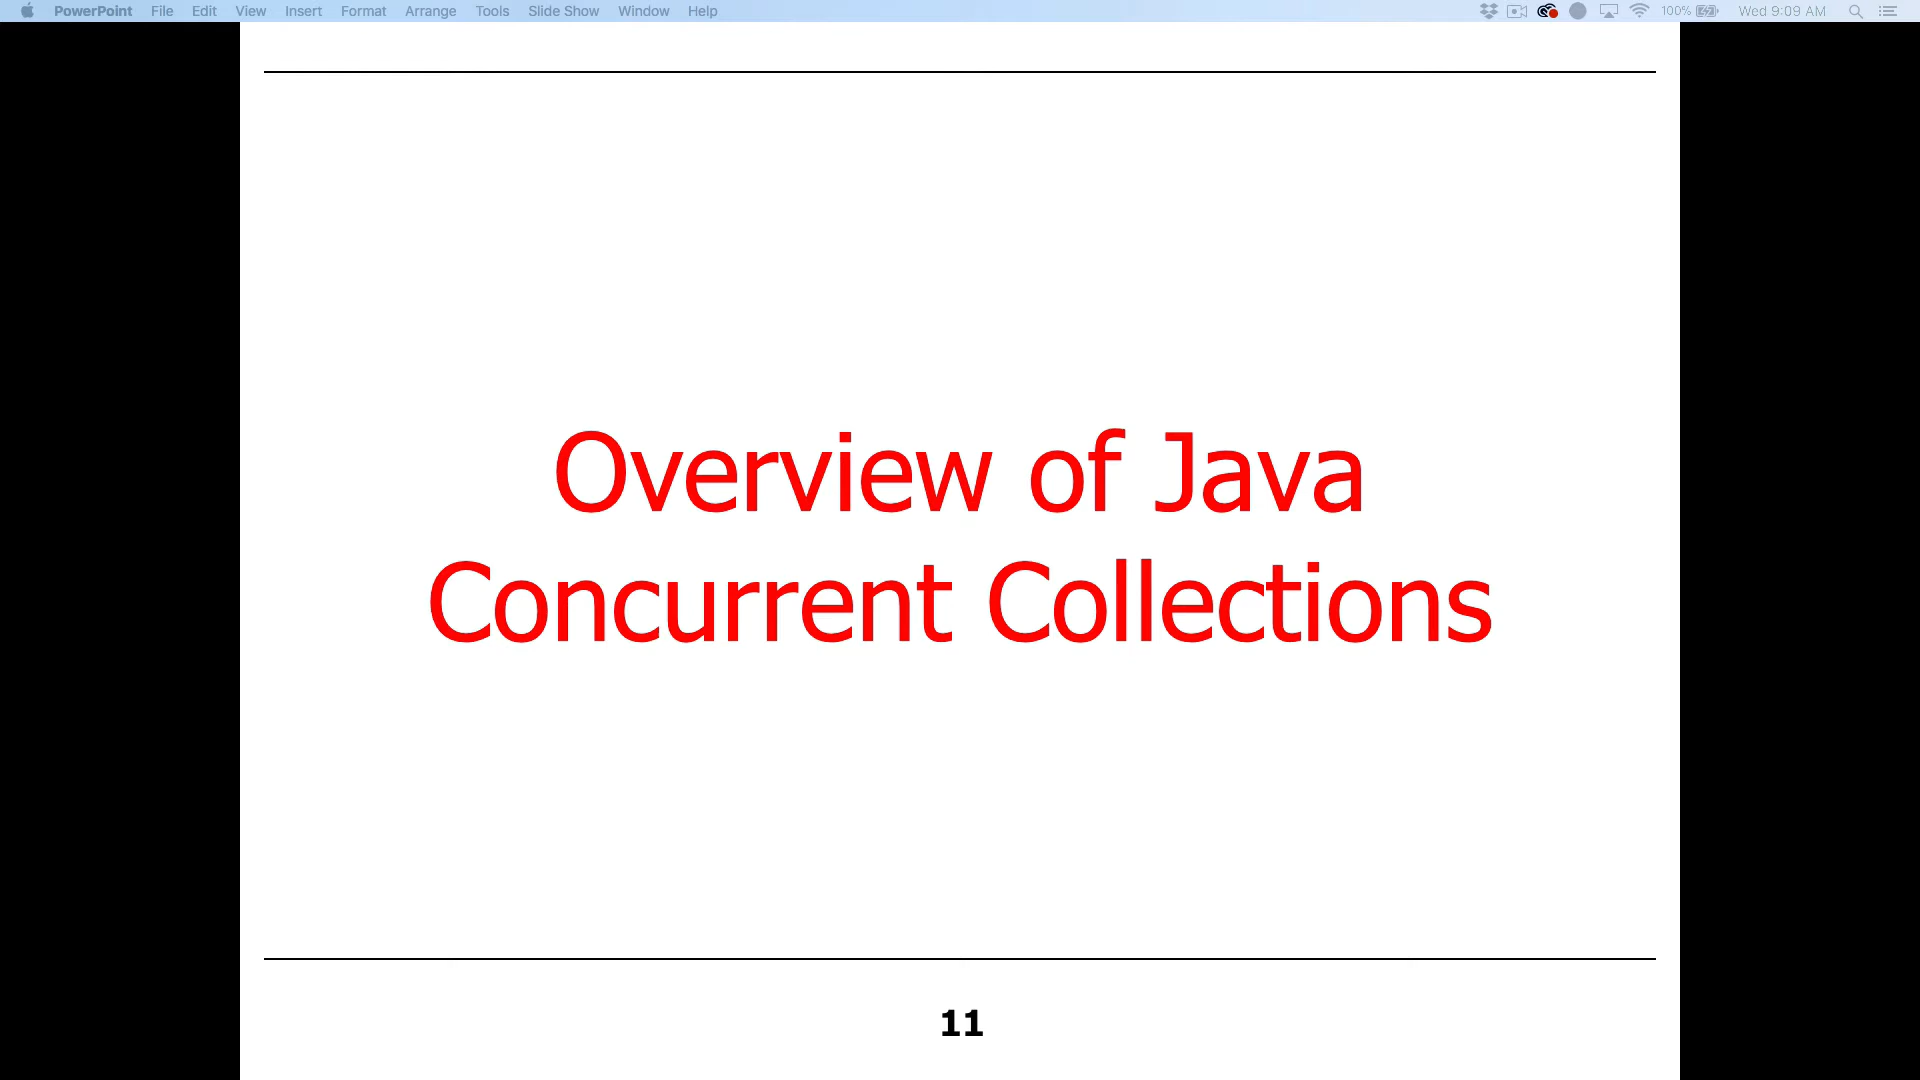 PowerPoint File Edit View Insert Format Arrange Tools Slide Show Window Help 100% Wed 9:09 AM
Overview of Java
Concurrent Collections
11